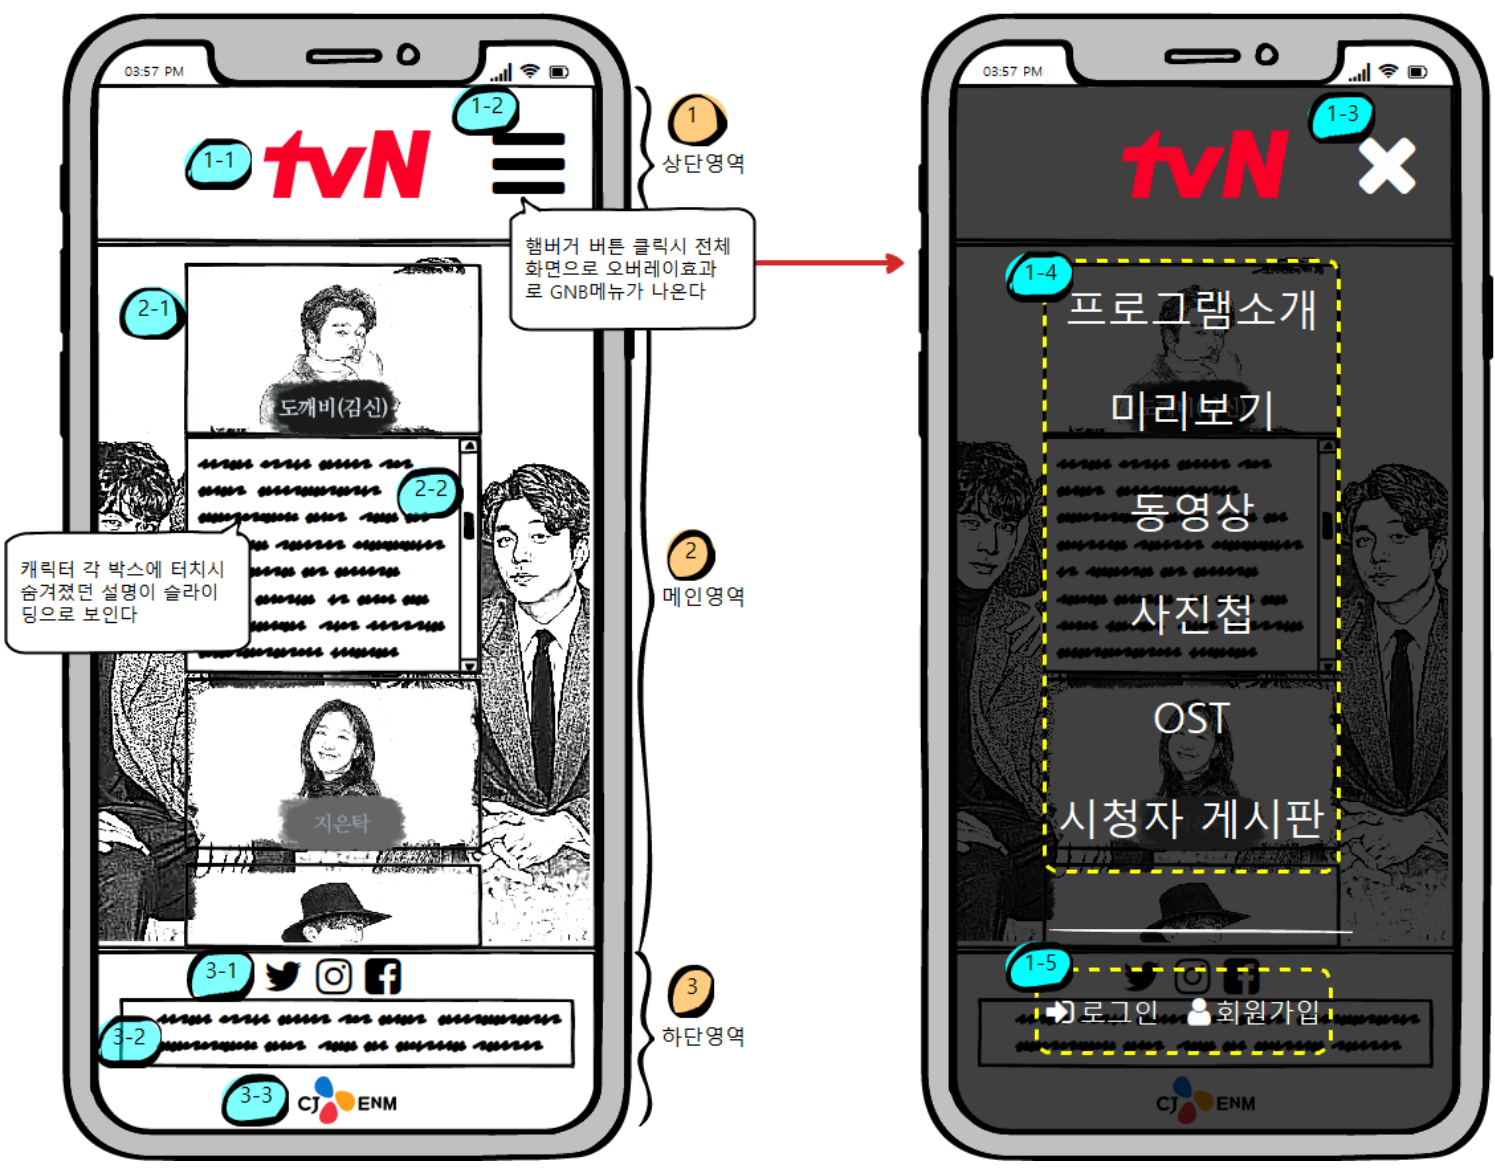 03:57 PM
1-2
1
상단영역
1-1
tvN
햄버거 버튼 클릭시 전체
화면으로 오버레이효과
로 GNB메뉴가 나온다
2-1
도깨비(김신)
2-2
캐릭터 각 박스에 터치시
숨겨졌던 설명이 슬라이
딩으로 보인다
2
메인영역
지은탁
3-1
3
하단영역
3-2
3-3
CJ ENM
03:57 PM
1-3
tvN
1-4
프로그램소개
미리보기
동영상
사진첩
OST
시청자 게시판
1-5
로그인 회원가입
CJ ENM